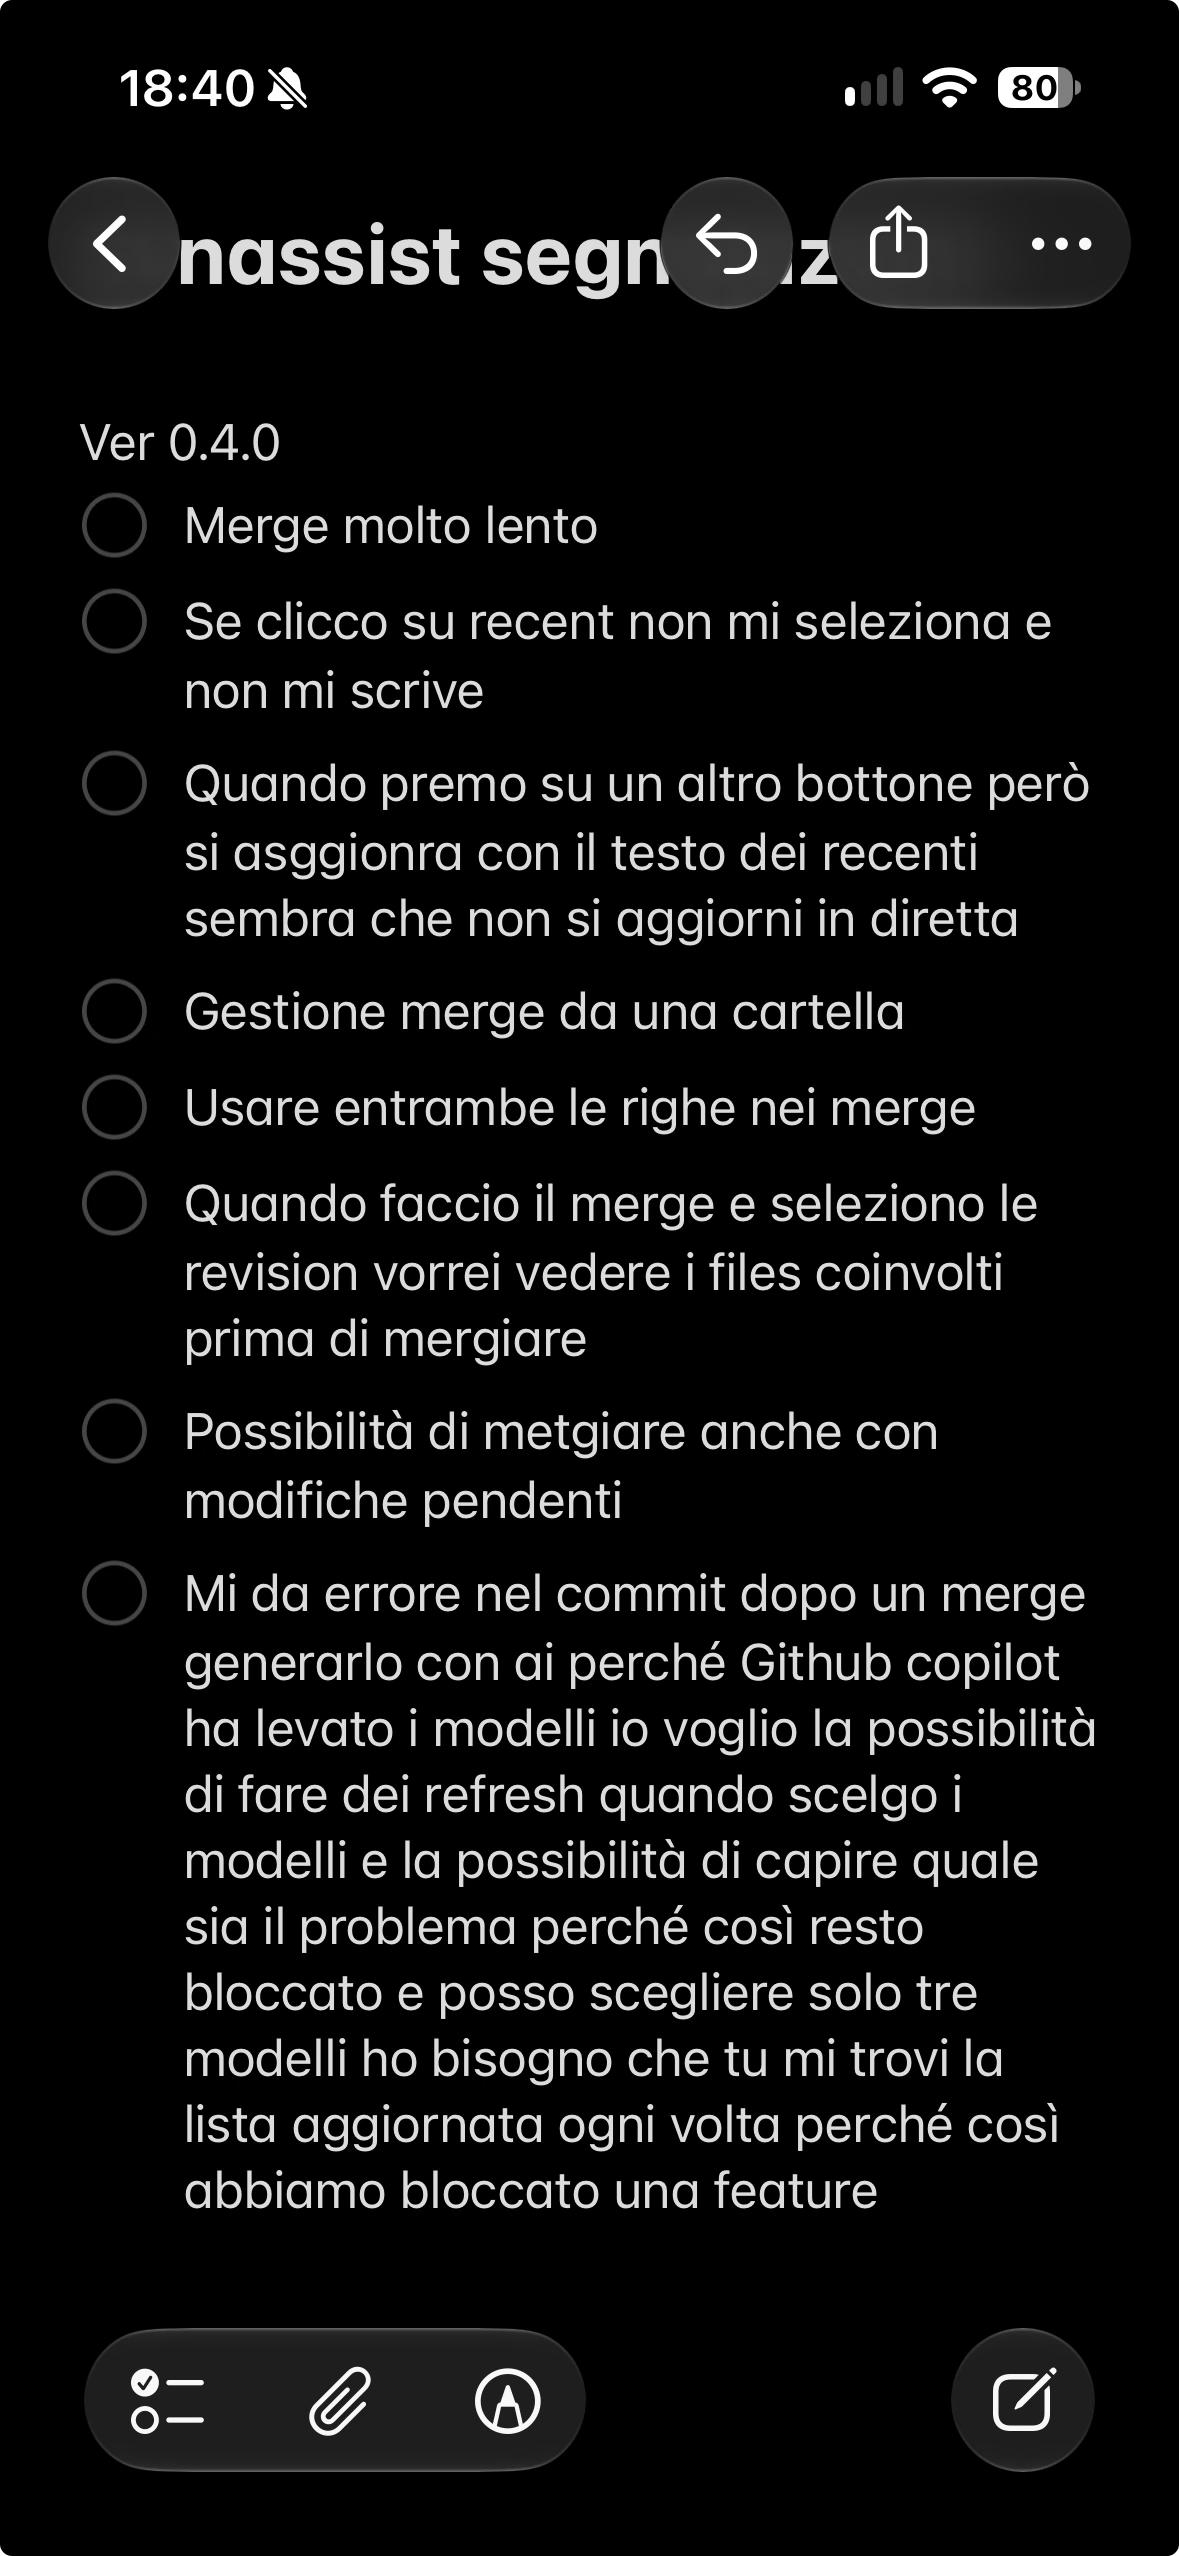 18:40
80
nassist segn
Ver 0.4.0
Merge molto lento
Se clicco su recent non mi seleziona e
non mi scrive
Quando premo su un altro bottone però
si asggionra con il testo dei recenti
sembra che non si aggiorni in diretta
Gestione merge da una cartella
Usare entrambe le righe nei merge
Quando faccio il merge e seleziono le
revision vorrei vedere i files coinvolti
prima di mergiare
Possibilità di metgiare anche con
modifiche pendenti
Mi da errore nel commit dopo un merge
generarlo con ai perché Github copilot
ha levato i modelli io voglio la possibilità
di fare dei refresh quando scelgo i
modelli e la possibilità di capire quale
sia il problema perché così resto
bloccato e posso scegliere solo tre
modelli ho bisogno che tu mi trovi la
lista aggiornata ogni volta perché così
abbiamo bloccato una feature